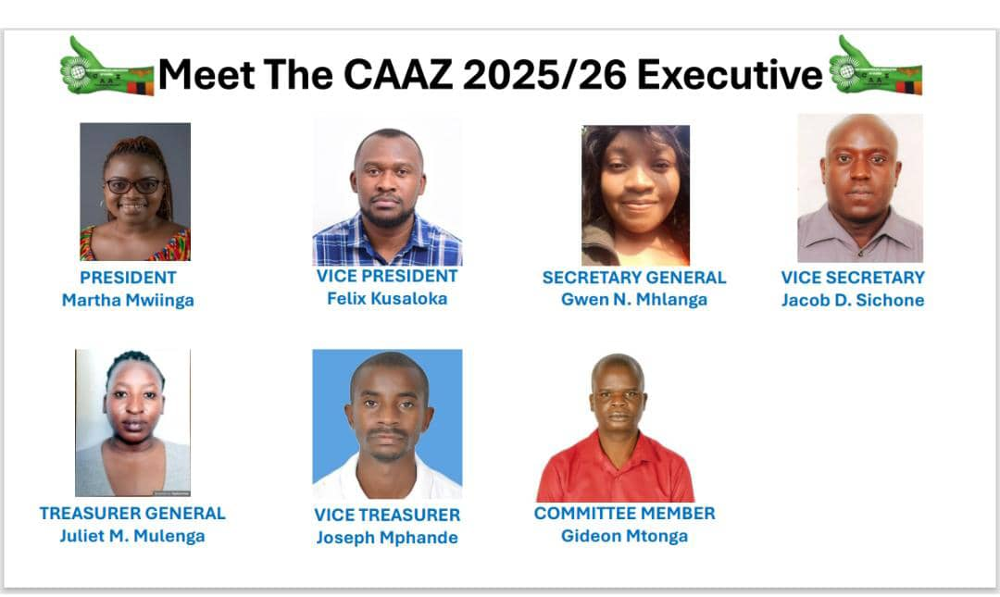 Meet The CAAZ 2025/26 Executive
PRESIDENT
Martha Mwiinga
VICE PRESIDENT
Felix Kusaloka
SECRETARY GENERAL
Gwen N. Mhlanga
VICE SECRETARY
Jacob D. Sichone
TREASURER GENERAL
Juliet M. Mulenga
VICE TREASURER
Joseph Mphande
COMMITTEE MEMBER
Gideon Mtonga